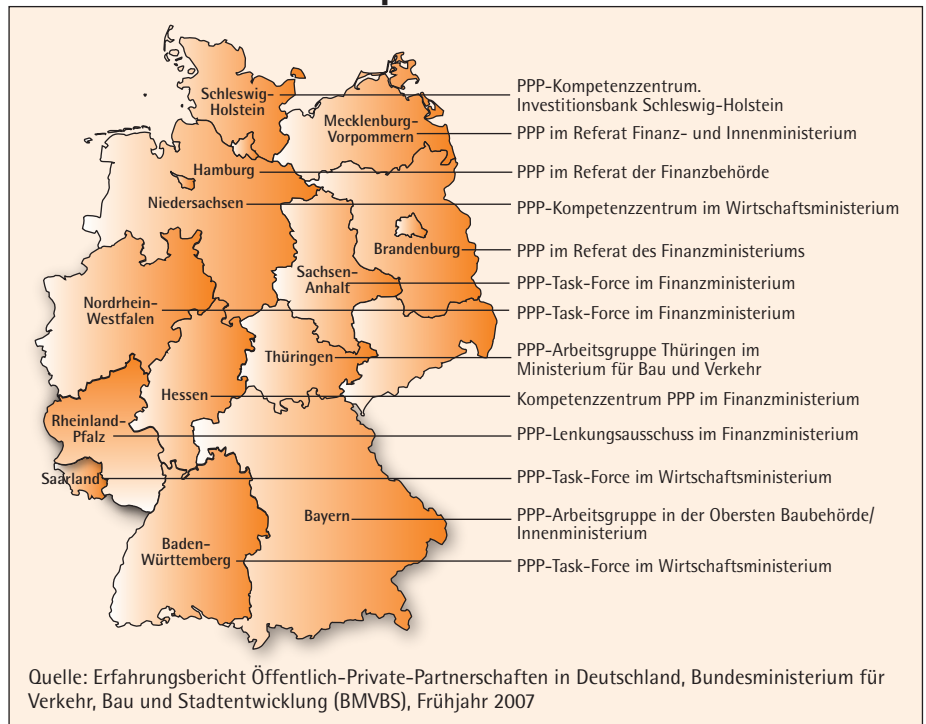 Schleswig-
Holstein
PPP-Kompetenzzentrum.
Investitionsbank Schleswig-Holstein
Mecklenburg-
Vorpommern
PPP im Referat Finanz- und Innenministerium
Hamburg
PPP im Referat der Finanzbehörde
Niedersachsen
PPP-Kompetenzzentrum im Wirtschaftsministerium
Brandenburg
PPP im Referat des Finanzministeriums
Sachsen-
Anhalt
PPP-Task-Force im Finanzministerium
Nordrhein-
Westfalen
PPP-Task-Force im Finanzministerium
Thüringen
PPP-Arbeitsgruppe Thüringen im
Ministerium für Bau und Verkehr
Hessen
Kompetenzzentrum PPP im Finanzministerium
Rheinland-
Pfalz
PPP-Lenkungsausschuss im Finanzministerium
Saarland
PPP-Task-Force im Wirtschaftsministerium
Bayern
PPP-Arbeitsgruppe in der Obersten Baubehörde/
Innenministerium
Baden-
Württemberg
PPP-Task-Force im Wirtschaftsministerium
Quelle: Erfahrungsbericht Öffentlich-Private-Partnerschaften in Deutschland, Bundesministerium für
Verkehr, Bau und Stadtentwicklung (BMVBS), Frühjahr 2007